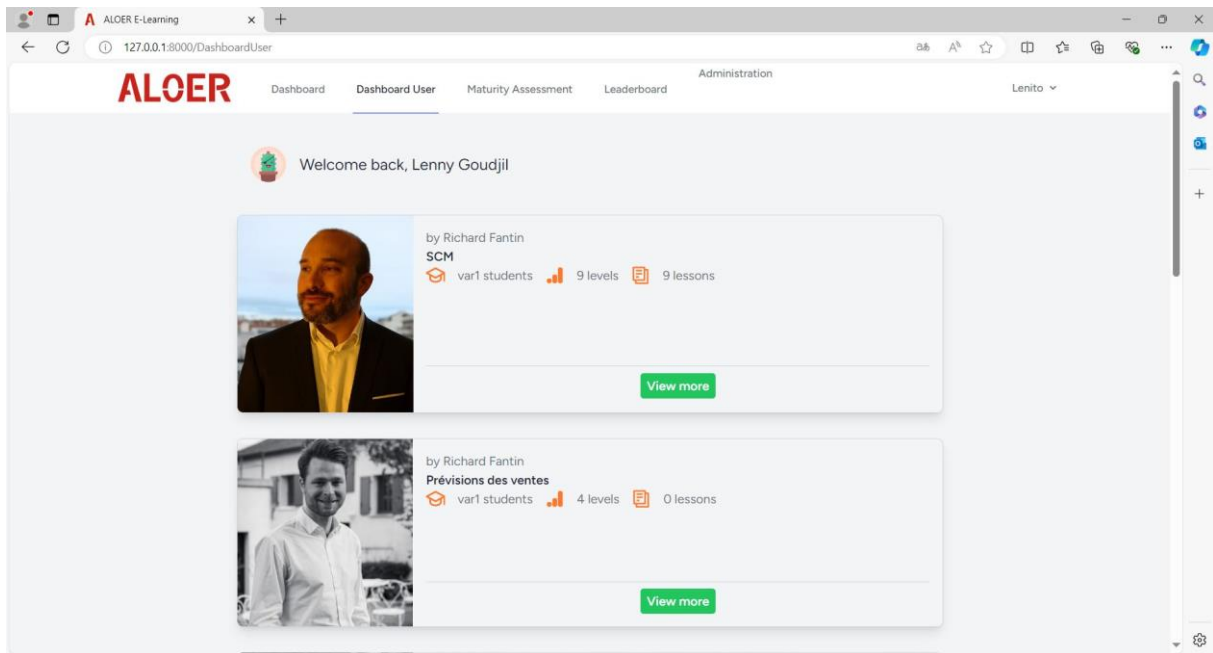 ALOER E-Learning
127.0.0.1:8000/DashboardUser
ALOER
Dashboard
Dashboard User
Maturity Assessment
Leaderboard
Administration
Lenito
Welcome back, Lenny Goudjil
by Richard Fantin
SCM
var1 students 9 levels 9 lessons
View more
by Richard Fantin
Prévisions des ventes
var1 students 4 levels 0 lessons
View more